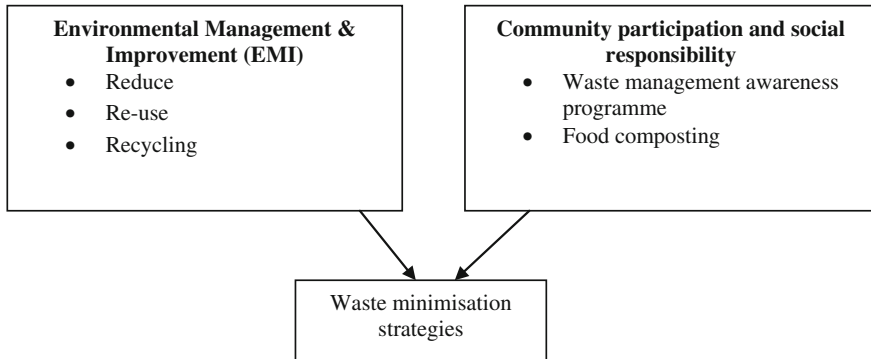 Environmental Management &
Improvement (EMI)
• Reduce
• Re-use
• Recycling
Community participation and social
responsibility
• Waste management awareness
programme
• Food composting
Waste minimisation
strategies